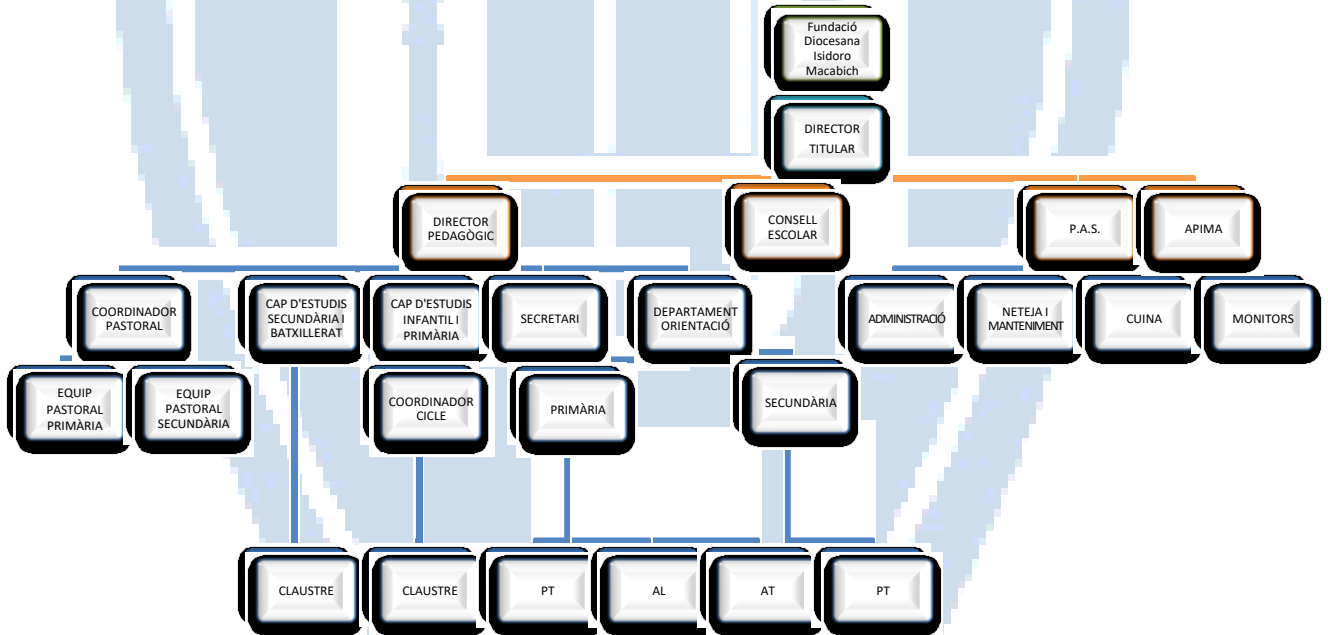 Fundació
Diocesana
Isidoro
Macabich
DIRECTOR
TITULAR
DIRECTOR
PEDAGÒGIC
CONSELL
ESCOLAR
P.A.S.
APIMA
COORDINADOR
PASTORAL
CAP D'ESTUDIS
SECUNDÀRIA I
BATXILLERAT
CAP D'ESTUDIS
INFANTIL I
PRIMÀRIA
SECRETARI
DEPARTAMENT
ORIENTACIÓ
ADMINISTRACIÓ
NETEJA I
MANTENIMENT
CUINA
MONITORS
EQUIP
PASTORAL
PRIMÀRIA
EQUIP
PASTORAL
SECUNDÀRIA
COORDINADOR
CICLE
PRIMÀRIA
SECUNDÀRIA
CLAUSTRE
CLAUSTRE
PT
AL
AT
PT